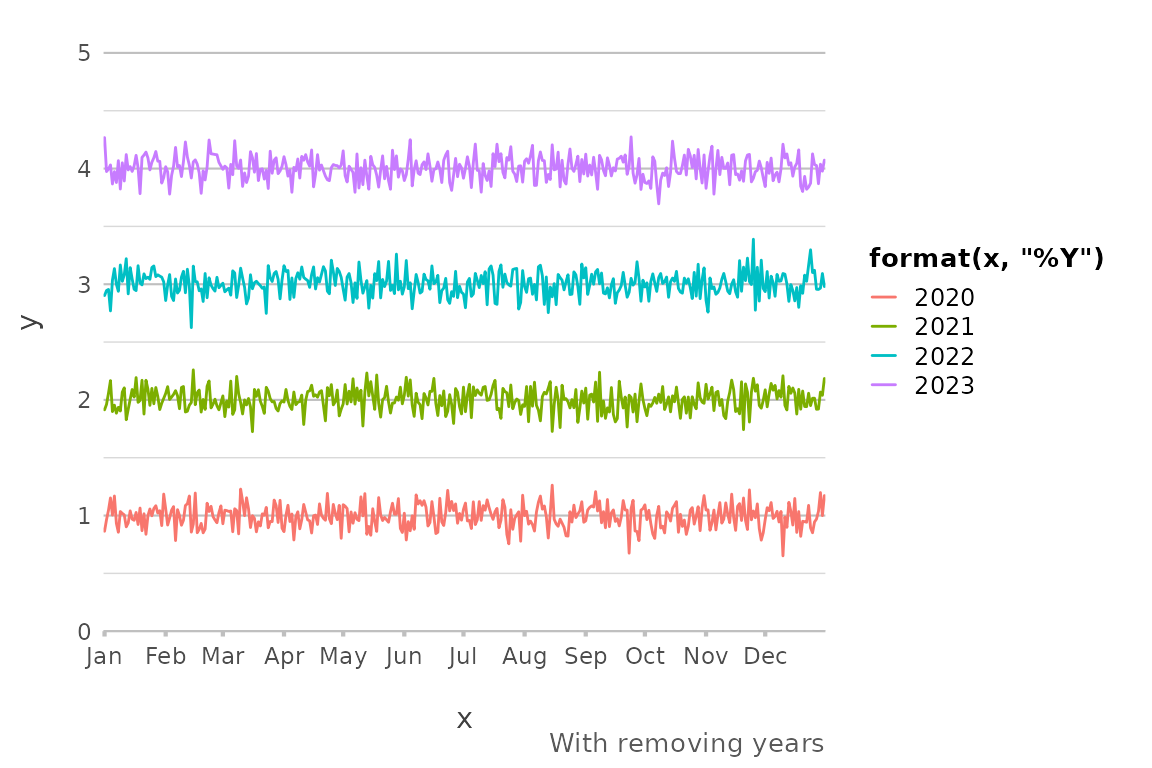 5
4
3
2
1
0
y
Jan Feb Mar Apr May Jun Jul Aug Sep Oct Nov Dec
x
With removing years
format(x, "%Y")
2020
2021
2022
2023